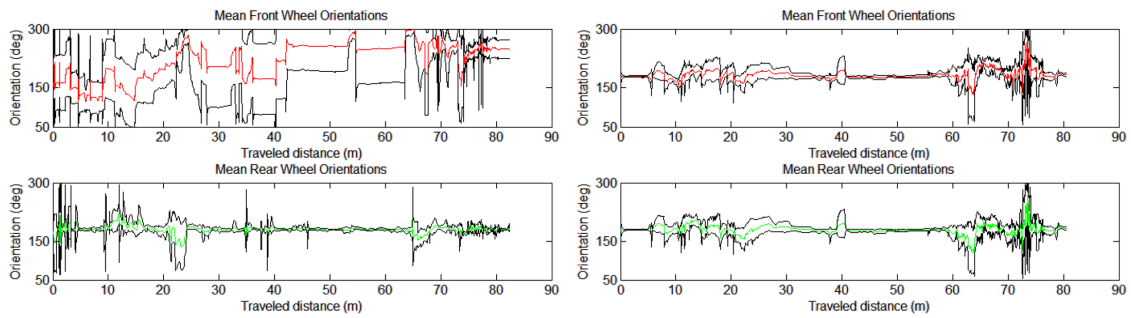 Mean Front Wheel Orientations
300
150
50
Orientation (deg)
0 10 20 30 40 50 60 70 80 90
Traveled distance (m)
Mean Rear Wheel Orientations
300
150
50
Orientation (deg)
0 10 20 30 40 50 60 70 80 90
Traveled distance (m)
Mean Front Wheel Orientations
300
150
50
Orientation (deg)
0 10 20 30 40 50 60 70 80 90
Traveled distance (m)
Mean Rear Wheel Orientations
300
150
50
Orientation (deg)
0 10 20 30 40 50 60 70 80 90
Traveled distance (m)